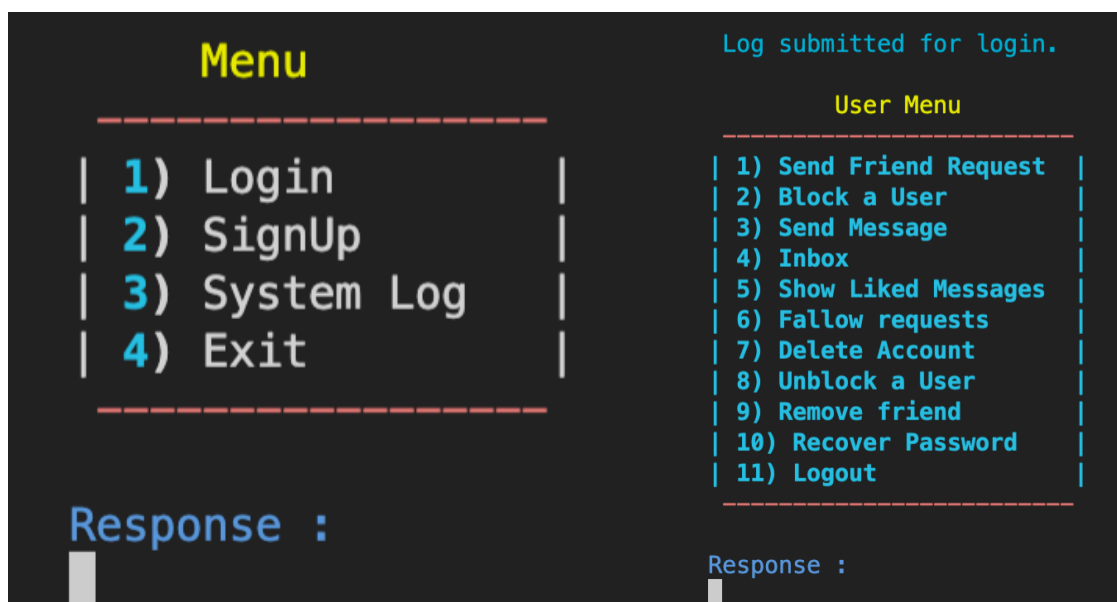 Menu
| 1) Login |
| 2) SignUp |
| 3) System Log |
| 4) Exit |
Response :
Log submitted for login.
User Menu
| 1) Send Friend Request |
| 2) Block a User |
| 3) Send Message |
| 4) Inbox |
| 5) Show Liked Messages |
| 6) Fallow requests |
| 7) Delete Account |
| 8) Unblock a User |
| 9) Remove friend |
| 10) Recover Password |
| 11) Logout |
Response :